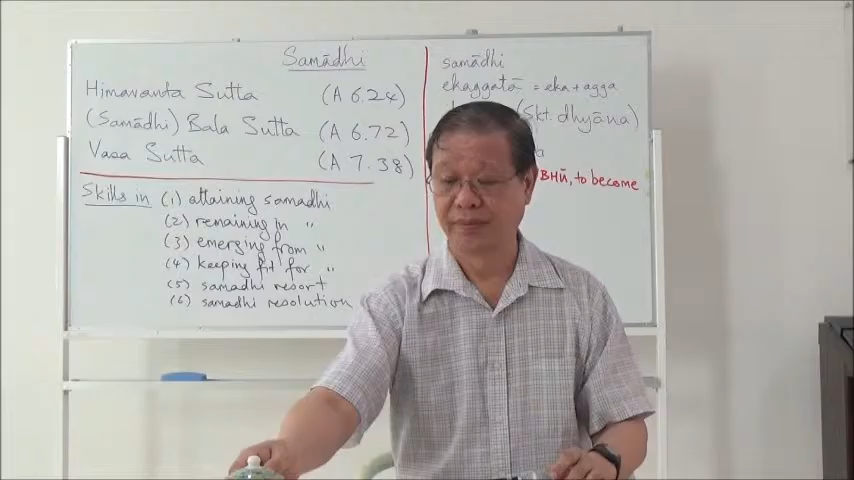 Samādhi
Himavanta Sutta (A 6.24)
(Samādhi) Bala Sutta (A 6.72)
Vasa Sutta (A 7.38)
Skills in (1) attaining samadhi
(2) remaining in "
(3) emerging from "
(4) keeping fit for "
(5) samadhi resort
(6) samadhi resolution
samādhi
ekaggatā = eka + agga
(Skt. dhyāna)
BHŪ, to become